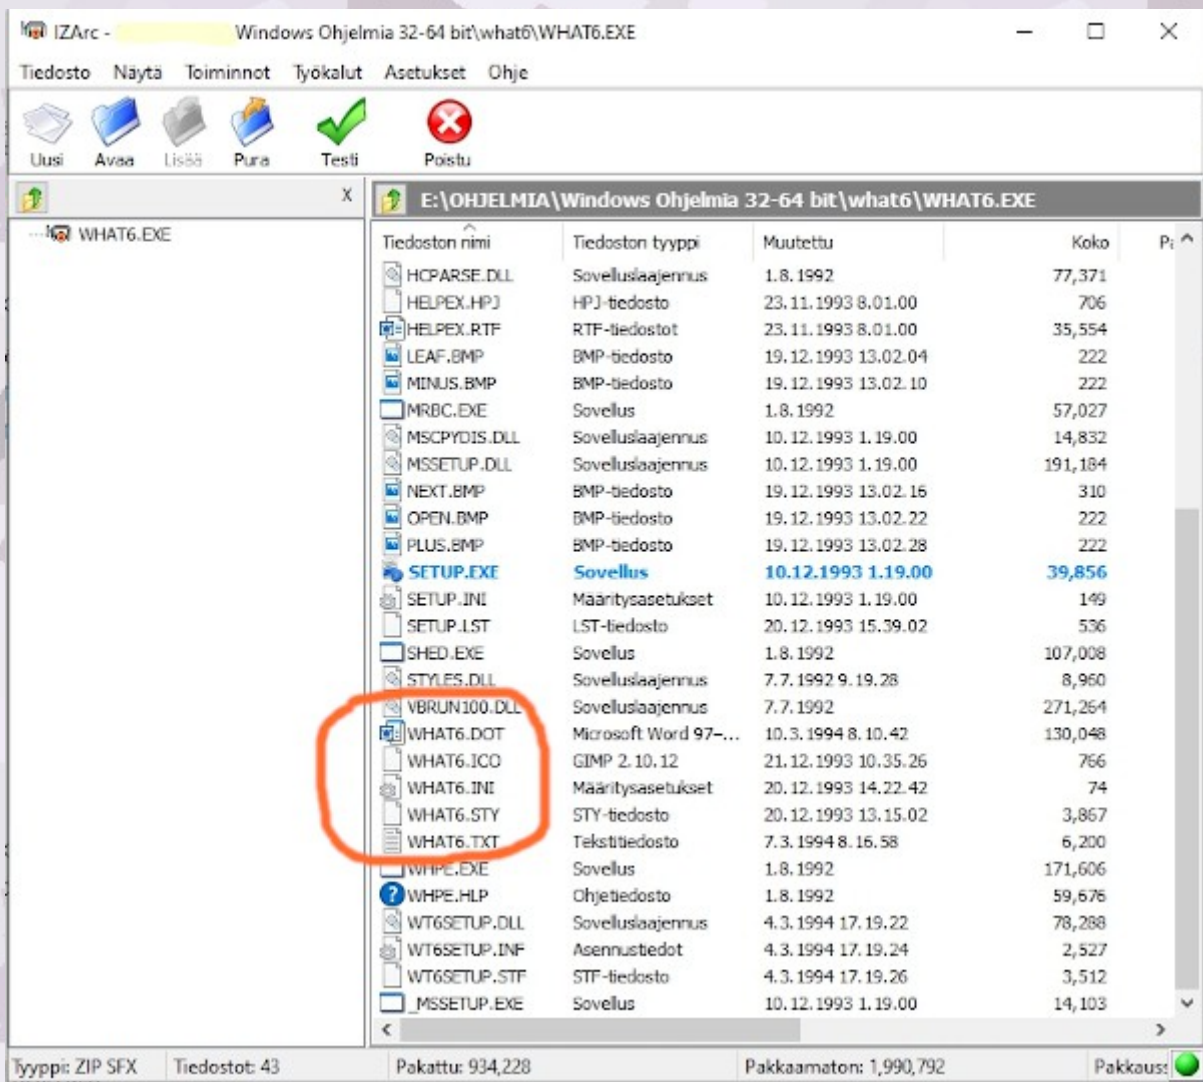 IZArc - Windows Ohjelmia 32-64 bit\what6\WHAT6.EXE
Tiedosto Näytä Toiminnot Työkalut Asetukset Ohje
Uusi Avaa Lisää Pura Testi Poistu
X E:\OHJELMIA\Windows Ohjelmia 32-64 bit\what6\WHAT6.EXE
WHAT6.EXE
Tiedoston nimi Tiedoston tyyppi Muutettu Koko
HCPARSE.DLL Sovelluslaajennus 1.8.1992 77,371
HELPEX.HPJ HPJ-tiedosto 23.11.1993 8.01.00 706
HELPEX.RTF RTF-tiedostot 23.11.1993 8.01.00 35,554
LEAF.BMP BMP-tiedosto 19.12.1993 13.02.04 222
MINUS.BMP BMP-tiedosto 19.12.1993 13.02.10 222
MRBC.EXE Sovellus 1.8.1992 57,027
MSCPYDIS.DLL Sovelluslaajennus 10.12.1993 1.19.00 14,832
MSSETUP.DLL Sovelluslaajennus 10.12.1993 1.19.00 191,184
NEXT.BMP BMP-tiedosto 19.12.1993 13.02.16 310
OPEN.BMP BMP-tiedosto 19.12.1993 13.02.22 222
PLUS.BMP BMP-tiedosto 19.12.1993 13.02.28 222
SETUP.EXE Sovellus 10.12.1993 1.19.00 39,856
SETUP.INI Määritysasetukset 10.12.1993 1.19.00 149
SETUP.LST LST-tiedosto 20.12.1993 15.39.02 536
SHED.EXE Sovellus 1.8.1992 107,008
STYLES.DLL Sovelluslaajennus 7.7.1992 9.19.28 8,960
VBRUN100.DLL Sovelluslaajennus 7.7.1992 271,264
WHAT6.DOT Microsoft Word 97–... 10.3.1994 8.10.42 130,048
WHAT6.ICO GIMP 2.10.12 21.12.1993 10.35.26 766
WHAT6.INI Määritysasetukset 20.12.1993 14.22.42 74
WHAT6.STY STY-tiedosto 20.12.1993 13.15.02 3,867
WHAT6.TXT Tekstitiedosto 7.3.1994 8.16.58 6,200
WHPE.EXE Sovellus 1.8.1992 171,606
WHPE.HLP Ohjetiedosto 1.8.1992 59,676
WT6SETUP.DLL Sovelluslaajennus 4.3.1994 17.19.22 78,288
WT6SETUP.INF Asennustiedot 4.3.1994 17.19.24 2,527
WT6SETUP.STF STF-tiedosto 4.3.1994 17.19.26 3,512
_MSSETUP.EXE Sovellus 10.12.1993 1.19.00 14,103
Tyyppi: ZIP SFX Tiedostot: 43 Pakattu: 934,228 Pakkaamaton: 1,990,792